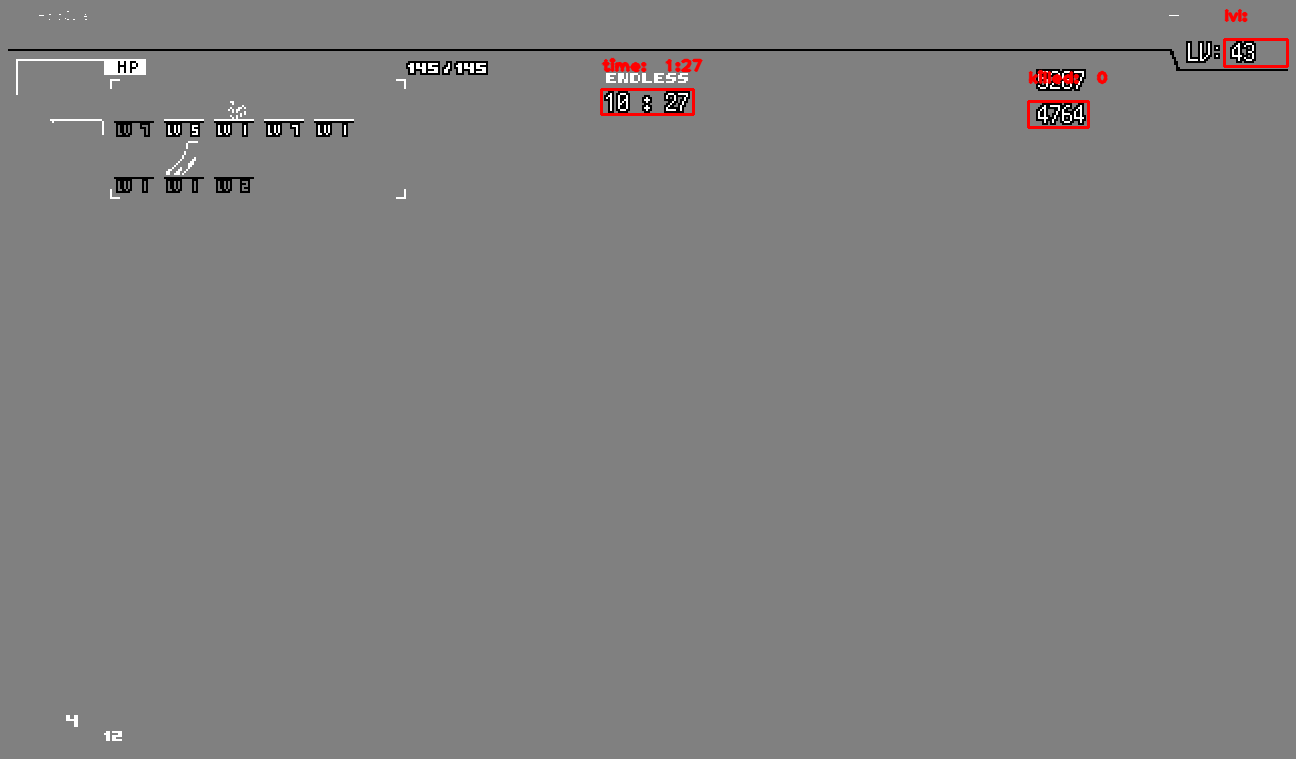 lvl:
LV: 43
HP 145/145 time: 1:27
ENDLESS killed: 0
10 : 27 4764
LV 7 LV 5 LV 1 LV 7 LV 1
LV 1 LV 1 LV 2
4
12